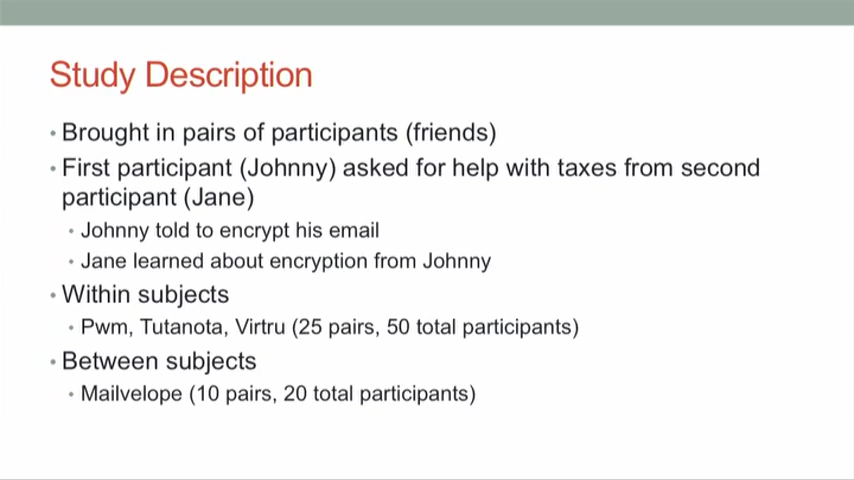 Study Description
• Brought in pairs of participants (friends)
• First participant (Johnny) asked for help with taxes from second
participant (Jane)
• Johnny told to encrypt his email
• Jane learned about encryption from Johnny
• Within subjects
• Pwm, Tutanota, Virtru (25 pairs, 50 total participants)
• Between subjects
• Mailvelope (10 pairs, 20 total participants)